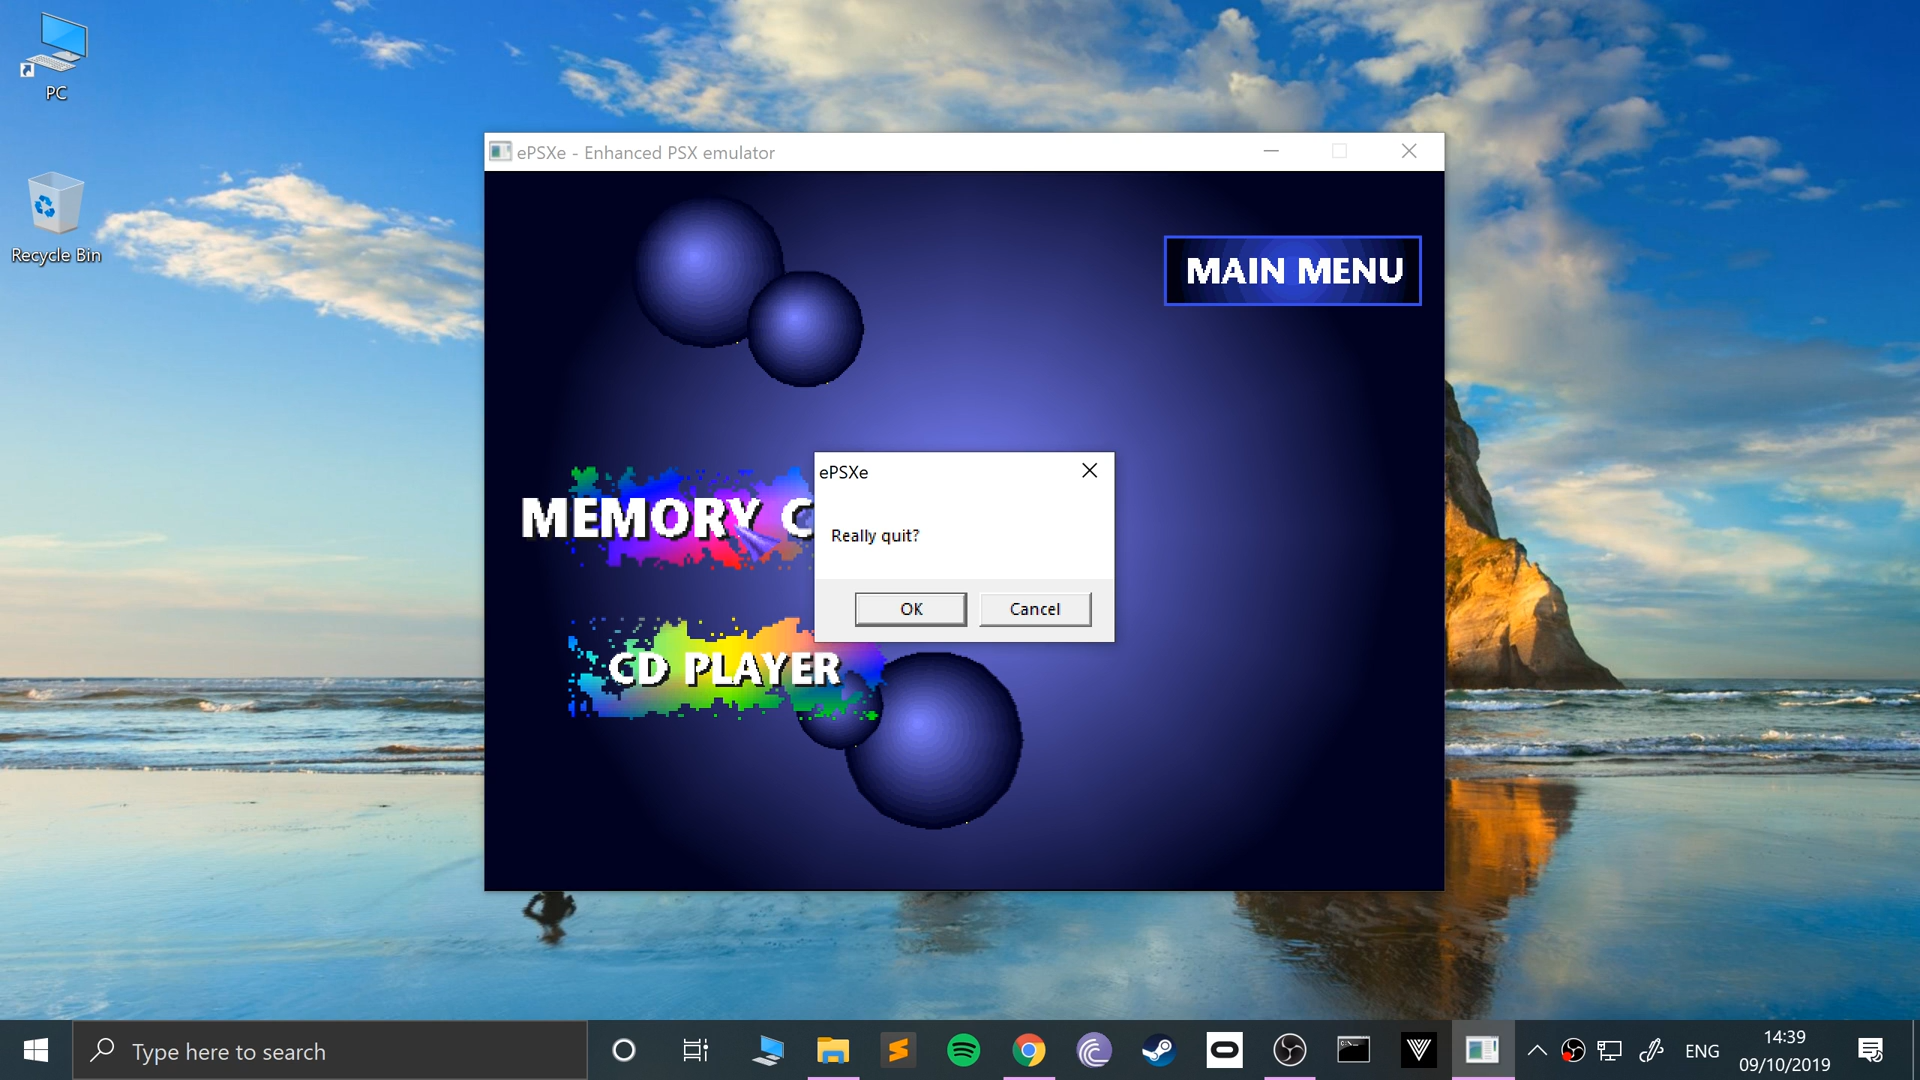 PC
Recycle Bin
ePSXe - Enhanced PSX emulator
MAIN MENU
MEMORY C
ePSXe
Really quit?
OK
Cancel
CD PLAYER
Type here to search
ENG
14:39
09/10/2019